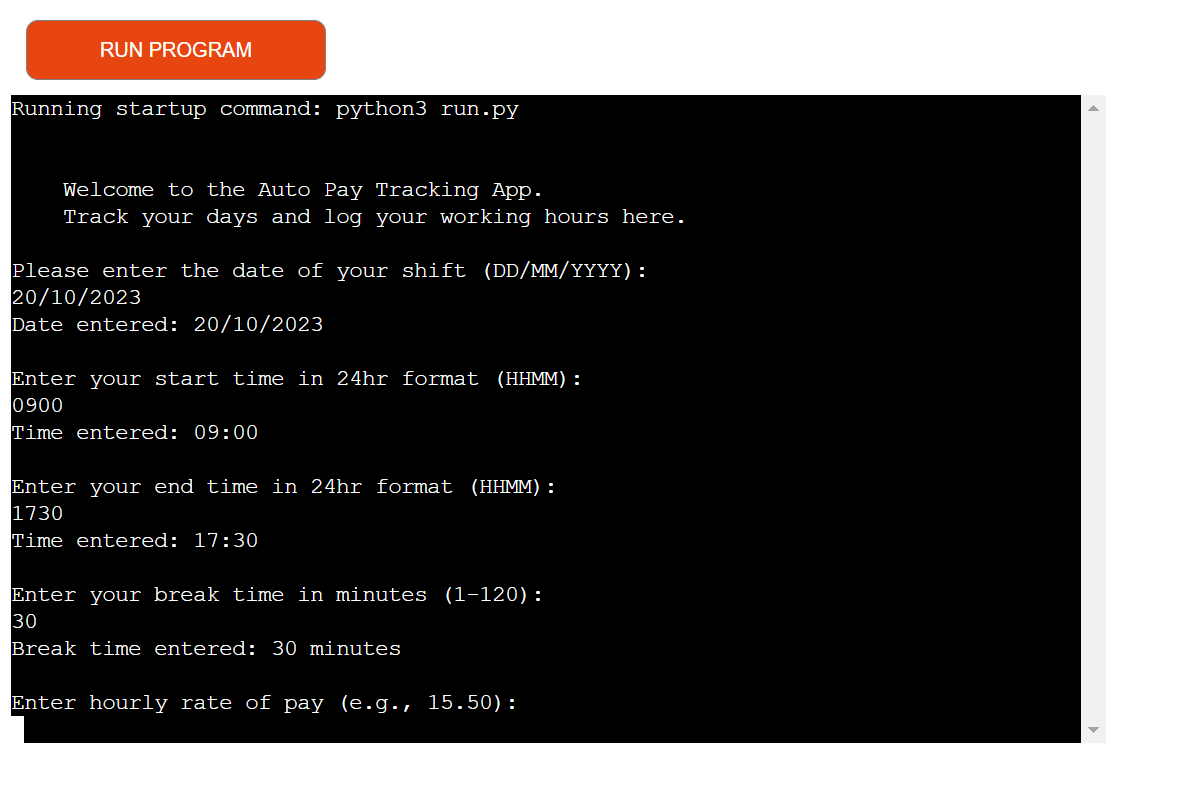 RUN PROGRAM
Running startup command: python3 run.py
Welcome to the Auto Pay Tracking App.
Track your days and log your working hours here.
Please enter the date of your shift (DD/MM/YYYY):
20/10/2023
Date entered: 20/10/2023
Enter your start time in 24hr format (HHMM):
0900
Time entered: 09:00
Enter your end time in 24hr format (HHMM):
1730
Time entered: 17:30
Enter your break time in minutes (1-120):
30
Break time entered: 30 minutes
Enter hourly rate of pay (e.g., 15.50):